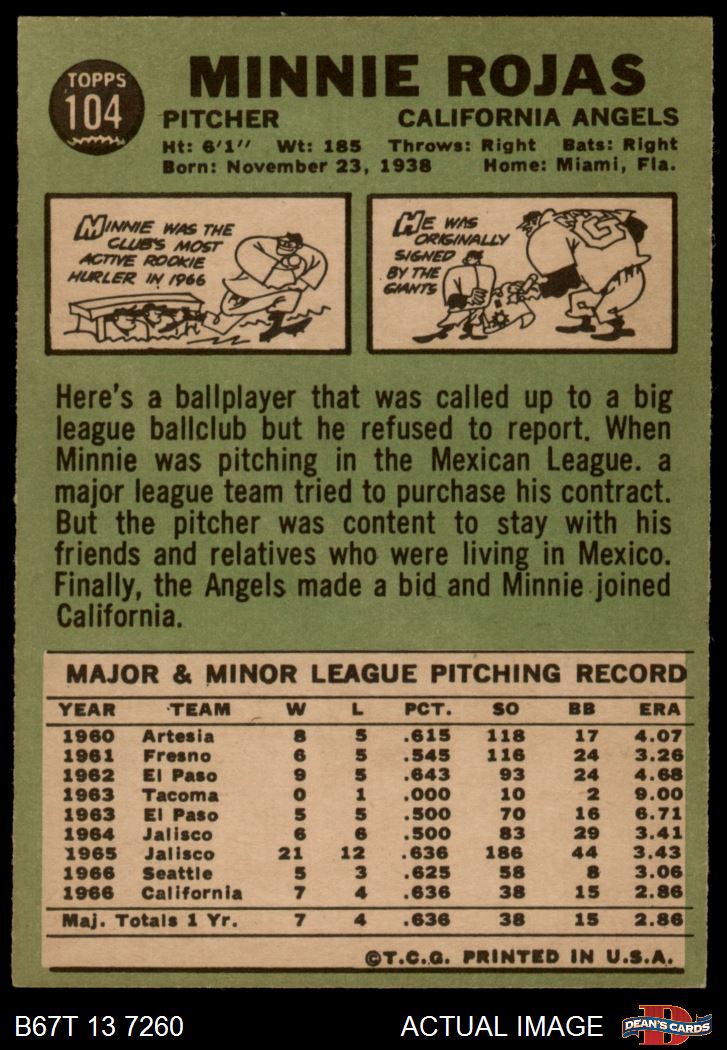 TOPPS
104
MINNIE ROJAS
PITCHER CALIFORNIA ANGELS
Ht: 6'1'' Wt: 185 Throws: Right Bats: Right
Born: November 23, 1938 Home: Miami, Fla.
MINNIE WAS THE
CLUB'S MOST
ACTIVE ROOKIE
HURLER IN 1966
HE WAS
ORIGINALLY
SIGNED
BY THE
GIANTS
G
Here's a ballplayer that was called up to a big
league ballclub but he refused to report. When
Minnie was pitching in the Mexican League. a
major league team tried to purchase his contract.
But the pitcher was content to stay with his
friends and relatives who were living in Mexico.
Finally, the Angels made a bid and Minnie joined
California.
MAJOR & MINOR LEAGUE PITCHING RECORD
YEAR TEAM W L PCT. SO BB ERA
1960 Artesia 8 5 .615 118 17 4.07
1961 Fresno 6 5 .545 116 24 3.26
1962 El Paso 9 5 .643 93 24 4.68
1963 Tacoma 0 1 .000 10 2 9.00
1963 El Paso 5 5 .500 70 16 6.71
1964 Jalisco 6 6 .500 83 29 3.41
1965 Jalisco 21 12 .636 186 44 3.43
1966 Seattle 5 3 .625 58 8 3.06
1966 California 7 4 .636 38 15 2.86
Maj. Totals 1 Yr. 7 4 .636 38 15 2.86
©T.C.G. PRINTED IN U.S.A.
B67T 13 7260 ACTUAL IMAGE
D
DEAN'S CARDS